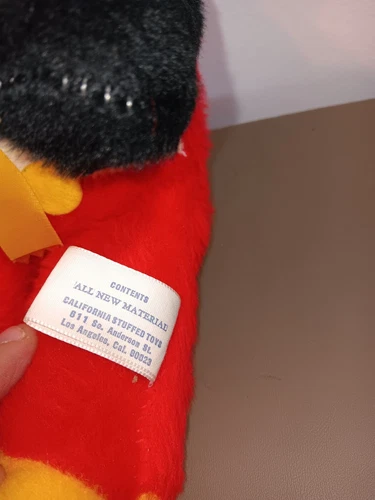 CONTENTS
ALL NEW MATERIAL
CALIFORNIA STUFFED TOYS
611 So. Anderson St.
Los Angeles, Cal. 90023